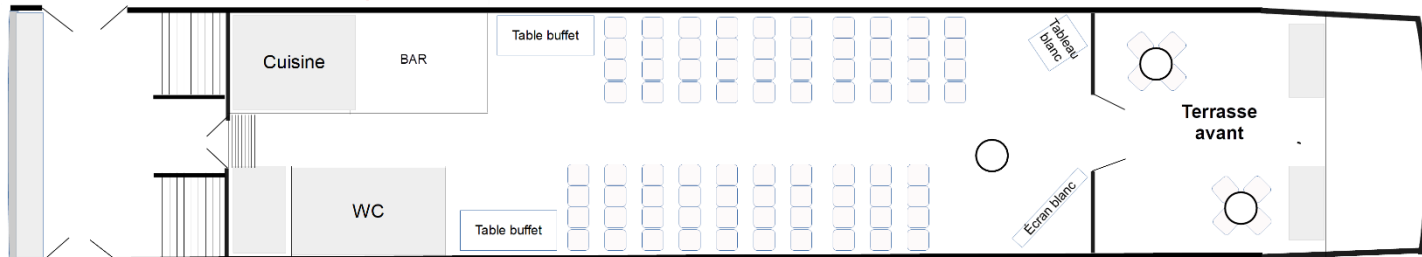 Cuisine
BAR
Table buffet
Tableau
blanc
Terrasse
avant
WC
Table buffet
Écran blanc